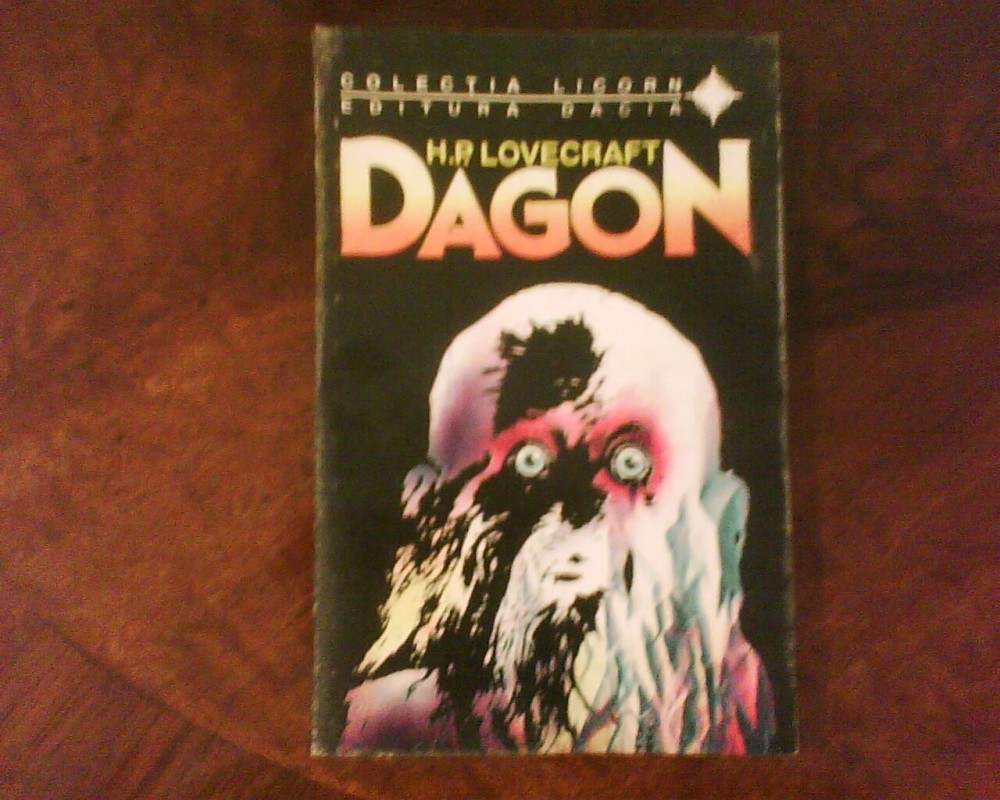 COLECTIA LICORN
EDITURA DACIA
H.P. LOVECRAFT
DAGON